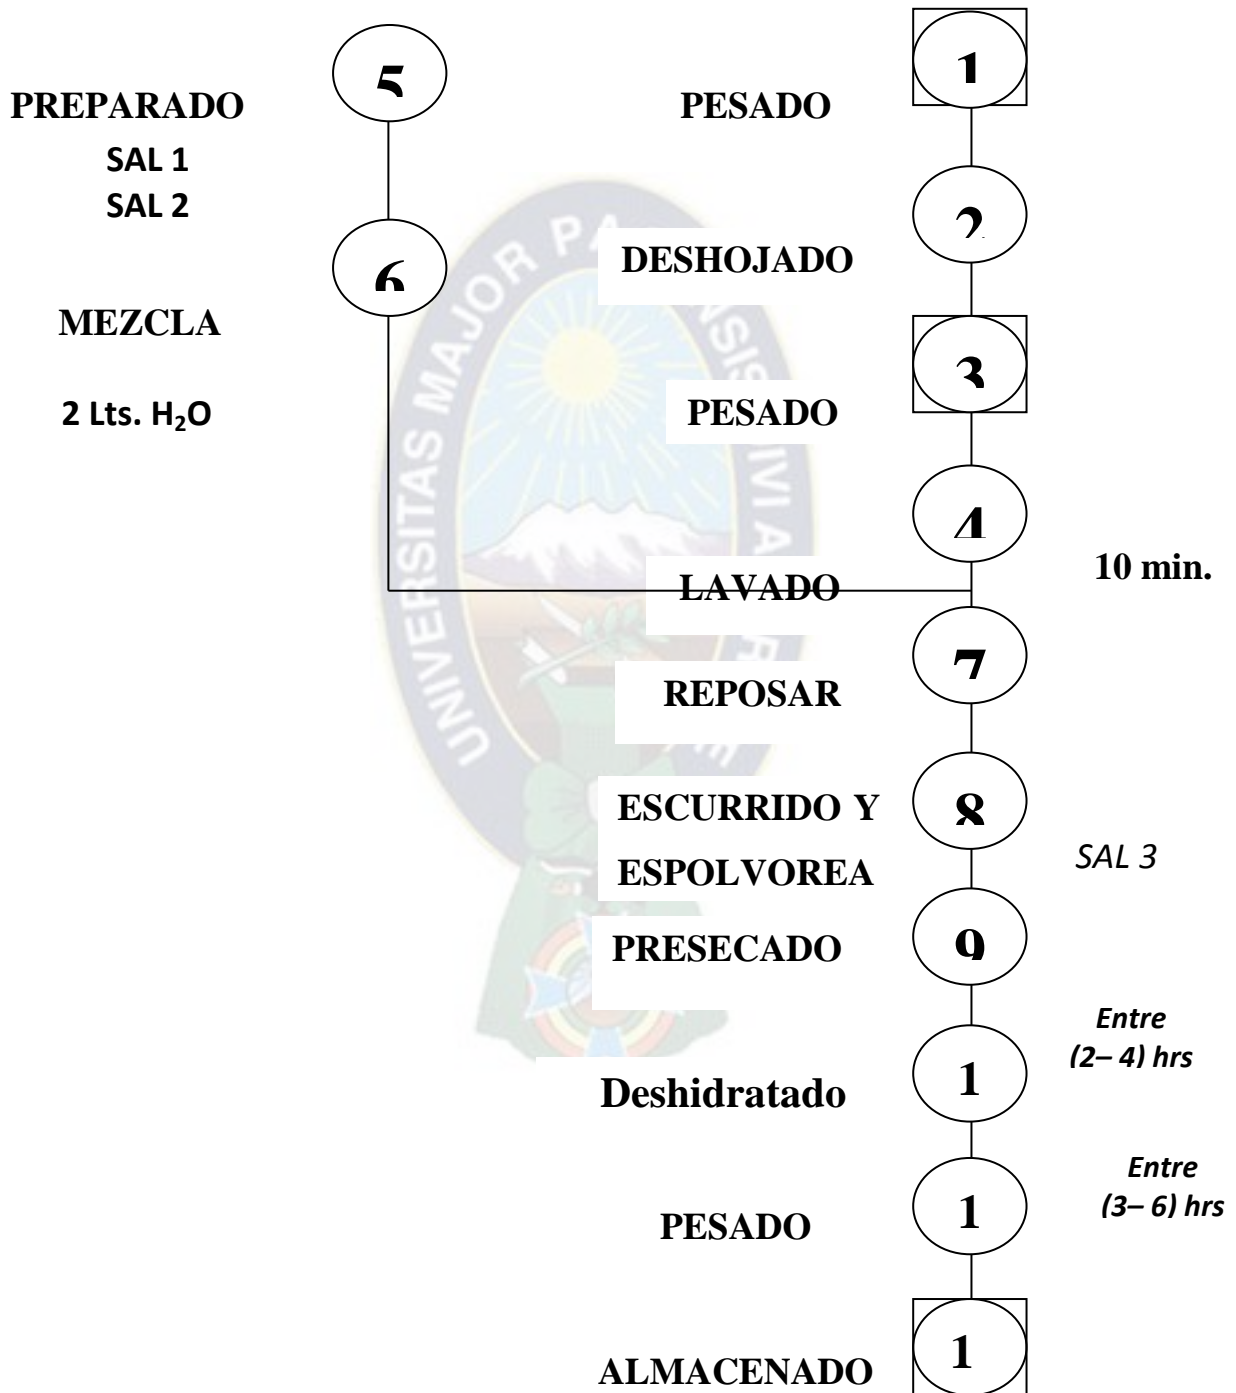 5
PREPARADO
SAL 1
SAL 2
6
MEZCLA
2 Lts. H₂O
1
PESADO
2
DESHOJADO
3
PESADO
4
10 min.
LAVADO
7
REPOSAR
8
ESCURRIDO Y
ESPOLVOREA
SAL 3
9
PRESECADO
Entre
(2– 4) hrs
1
Deshidratado
Entre
(3– 6) hrs
1
PESADO
1
ALMACENADO
UNIVERSITAS MAJOR